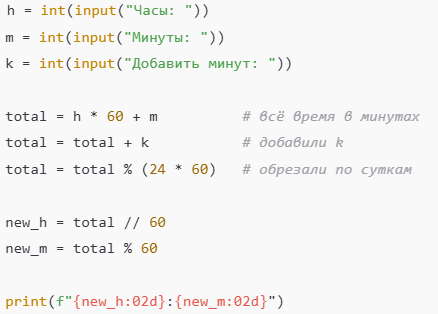 h = int(input("Часы: "))
m = int(input("Минуты: "))
k = int(input("Добавить минут: "))
total = h * 60 + m          # всё время в минутах
total = total + k           # добавили k
total = total % (24 * 60)   # обрезали по суткам
new_h = total // 60
new_m = total % 60
print(f"{new_h:02d}:{new_m:02d}")